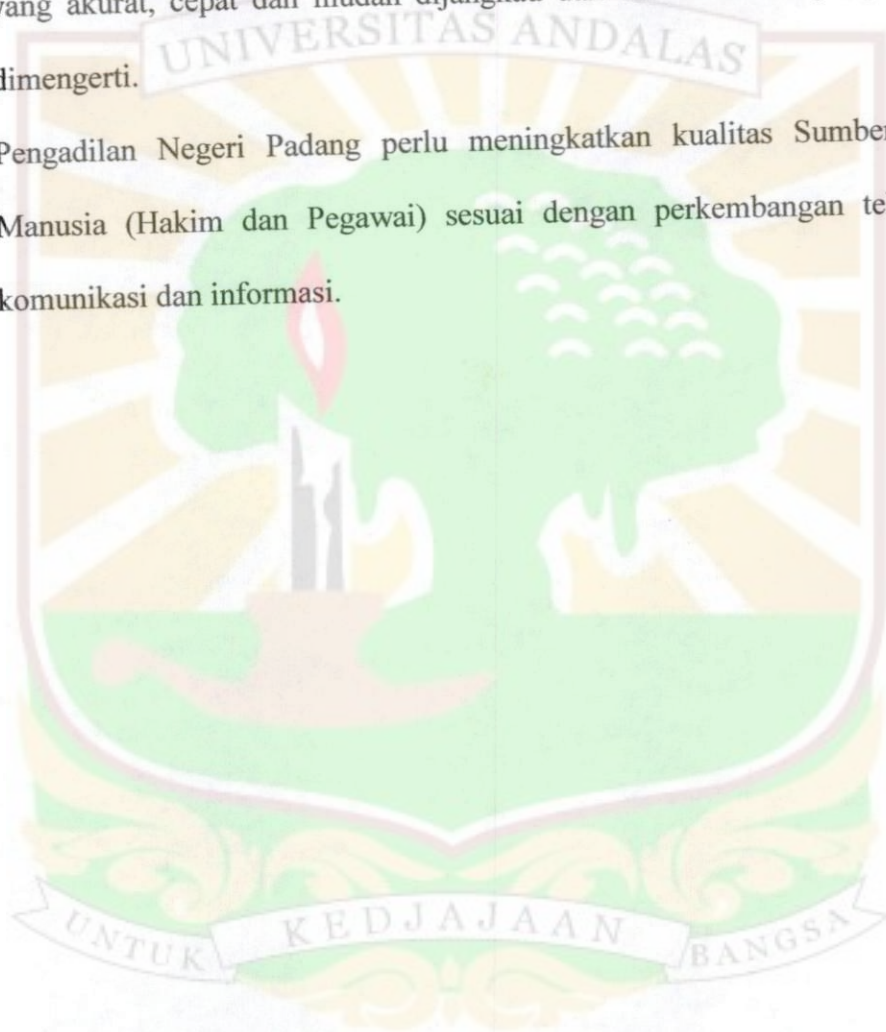 yang akurat, cepat dan mudah dijangkau
UNIVERSITAS ANDALAS
dimengerti.
Pengadilan Negeri Padang perlu meningkatkan kualitas Sumber
Manusia (Hakim dan Pegawai) sesuai dengan perkembangan te
komunikasi dan informasi.
UNTUK KEDJAJAAN BANGSA